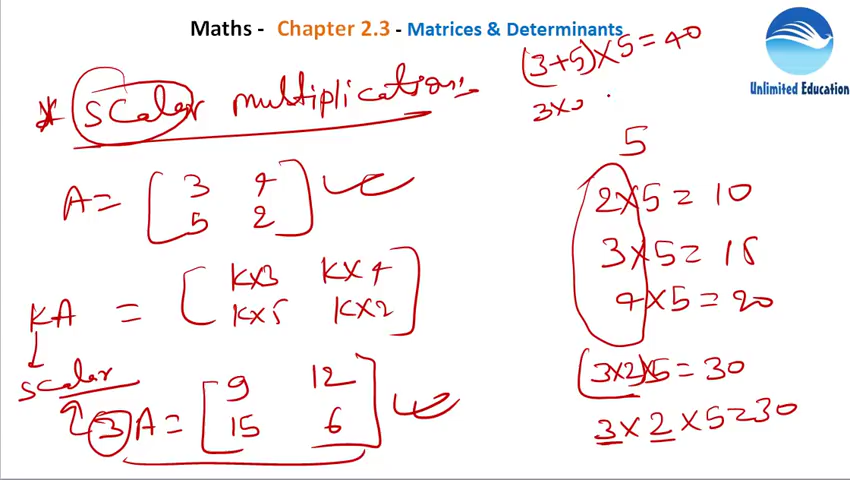 Maths - Chapter 2.3 - Matrices & Determinants
Unlimited Education
* Scalar multiplication
(3+5)×5=40
3×
A= [ 3 4
5 2 ]
KA = [ K×3 K×4
K×5 K×2 ]
scalar
3A= [ 9 12
15 6 ]
5
2×5=10
3×5=15
4×5=20
(3×2)×5=30
3×2×5=30